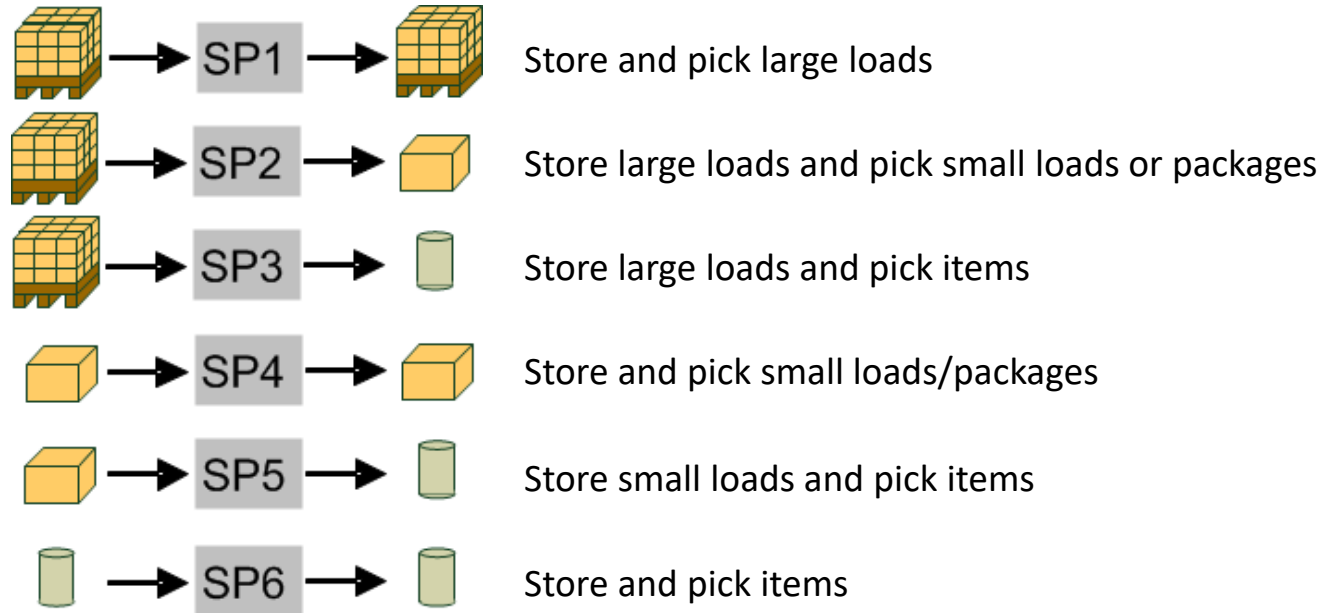 SP1 Store and pick large loads
SP2 Store large loads and pick small loads or packages
SP3 Store large loads and pick items
SP4 Store and pick small loads/packages
SP5 Store small loads and pick items
SP6 Store and pick items